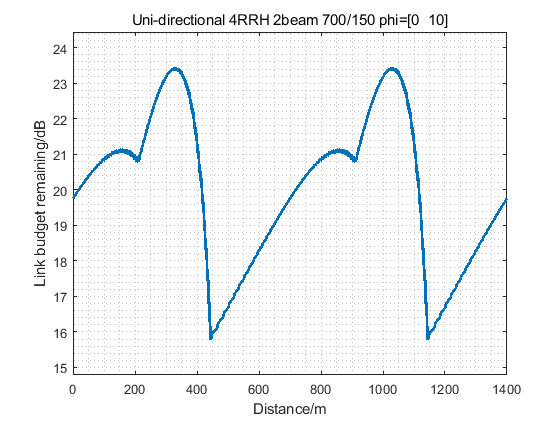 Uni-directional 4RRH 2beam 700/150 phi=[0 10]
24
23
22
21
20
19
18
17
16
15
Link budget remaining/dB
0 200 400 600 800 1000 1200 1400
Distance/m